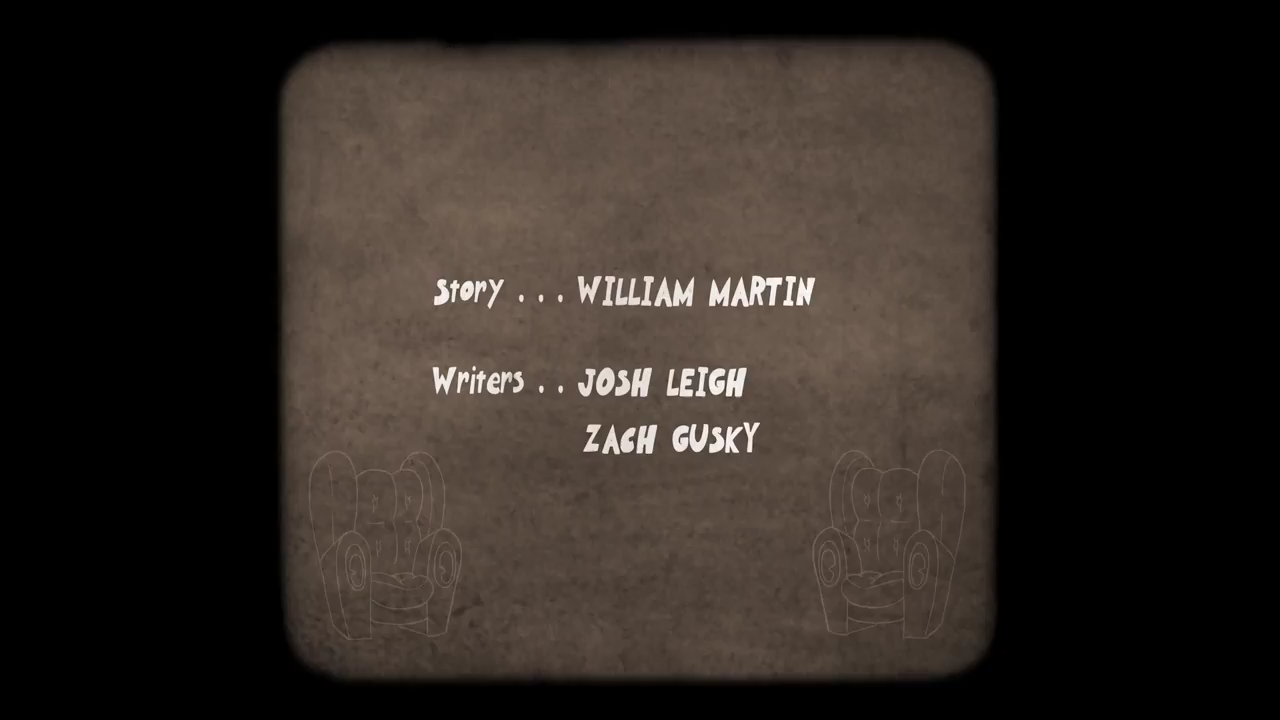 Story . . . WILLIAM MARTIN
Writers . . JOSH LEIGH
ZACH GUSKY